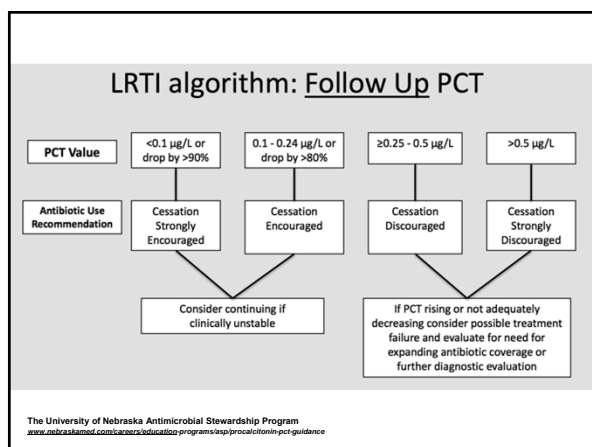 LRTI algorithm: Follow Up PCT
PCT Value
<0.1 µg/L or
drop by >90%
0.1 - 0.24 µg/L or
drop by >80%
≥0.25 - 0.5 µg/L
>0.5 µg/L
Antibiotic Use
Recommendation
Cessation
Strongly
Encouraged
Cessation
Encouraged
Cessation
Discouraged
Cessation
Strongly
Discouraged
Consider continuing if
clinically unstable
If PCT rising or not adequately
decreasing consider possible treatment
failure and evaluate for need for
expanding antibiotic coverage or
further diagnostic evaluation
The University of Nebraska Antimicrobial Stewardship Program
www.nebraskamed.com/careers/education-programs/asp/procalcitonin-pct-guidance